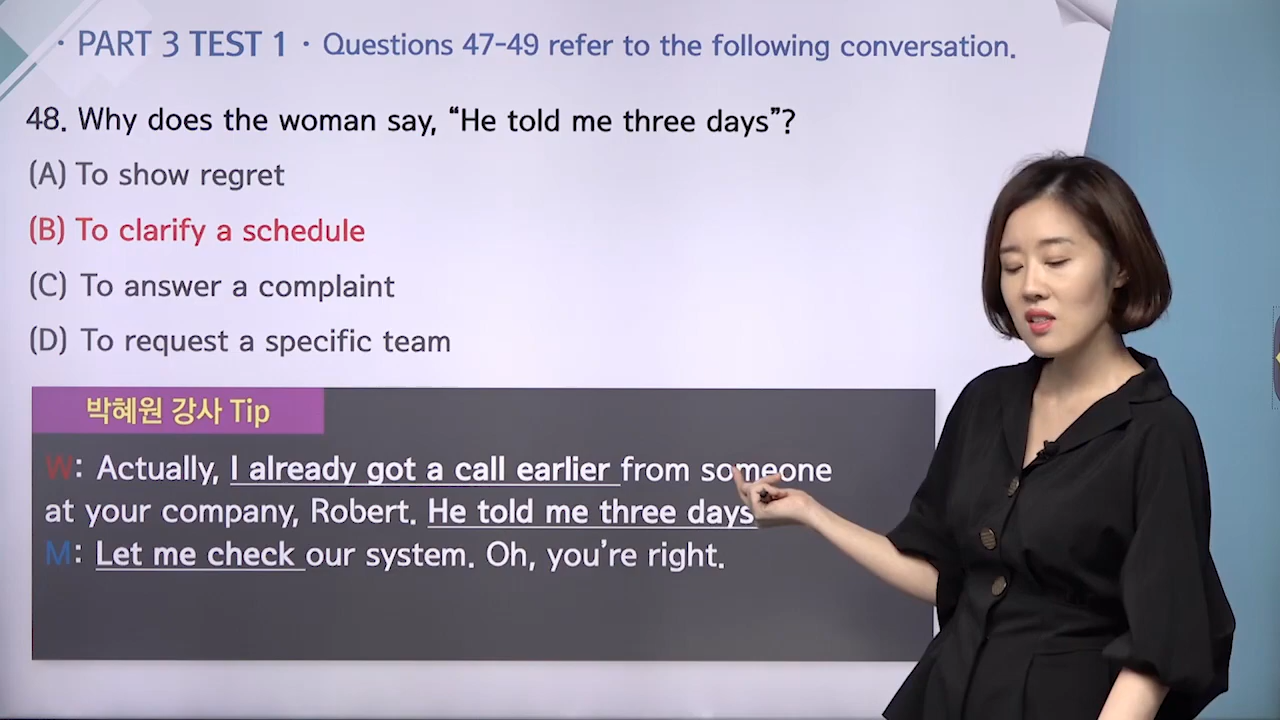 · PART 3 TEST 1 · Questions 47-49 refer to the following conversation.
48. Why does the woman say, “He told me three days”?
(A) To show regret
(B) To clarify a schedule
(C) To answer a complaint
(D) To request a specific team
박혜원 강사 Tip
W: Actually, I already got a call earlier from someone
at your company, Robert. He told me three days
M: Let me check our system. Oh, you’re right.